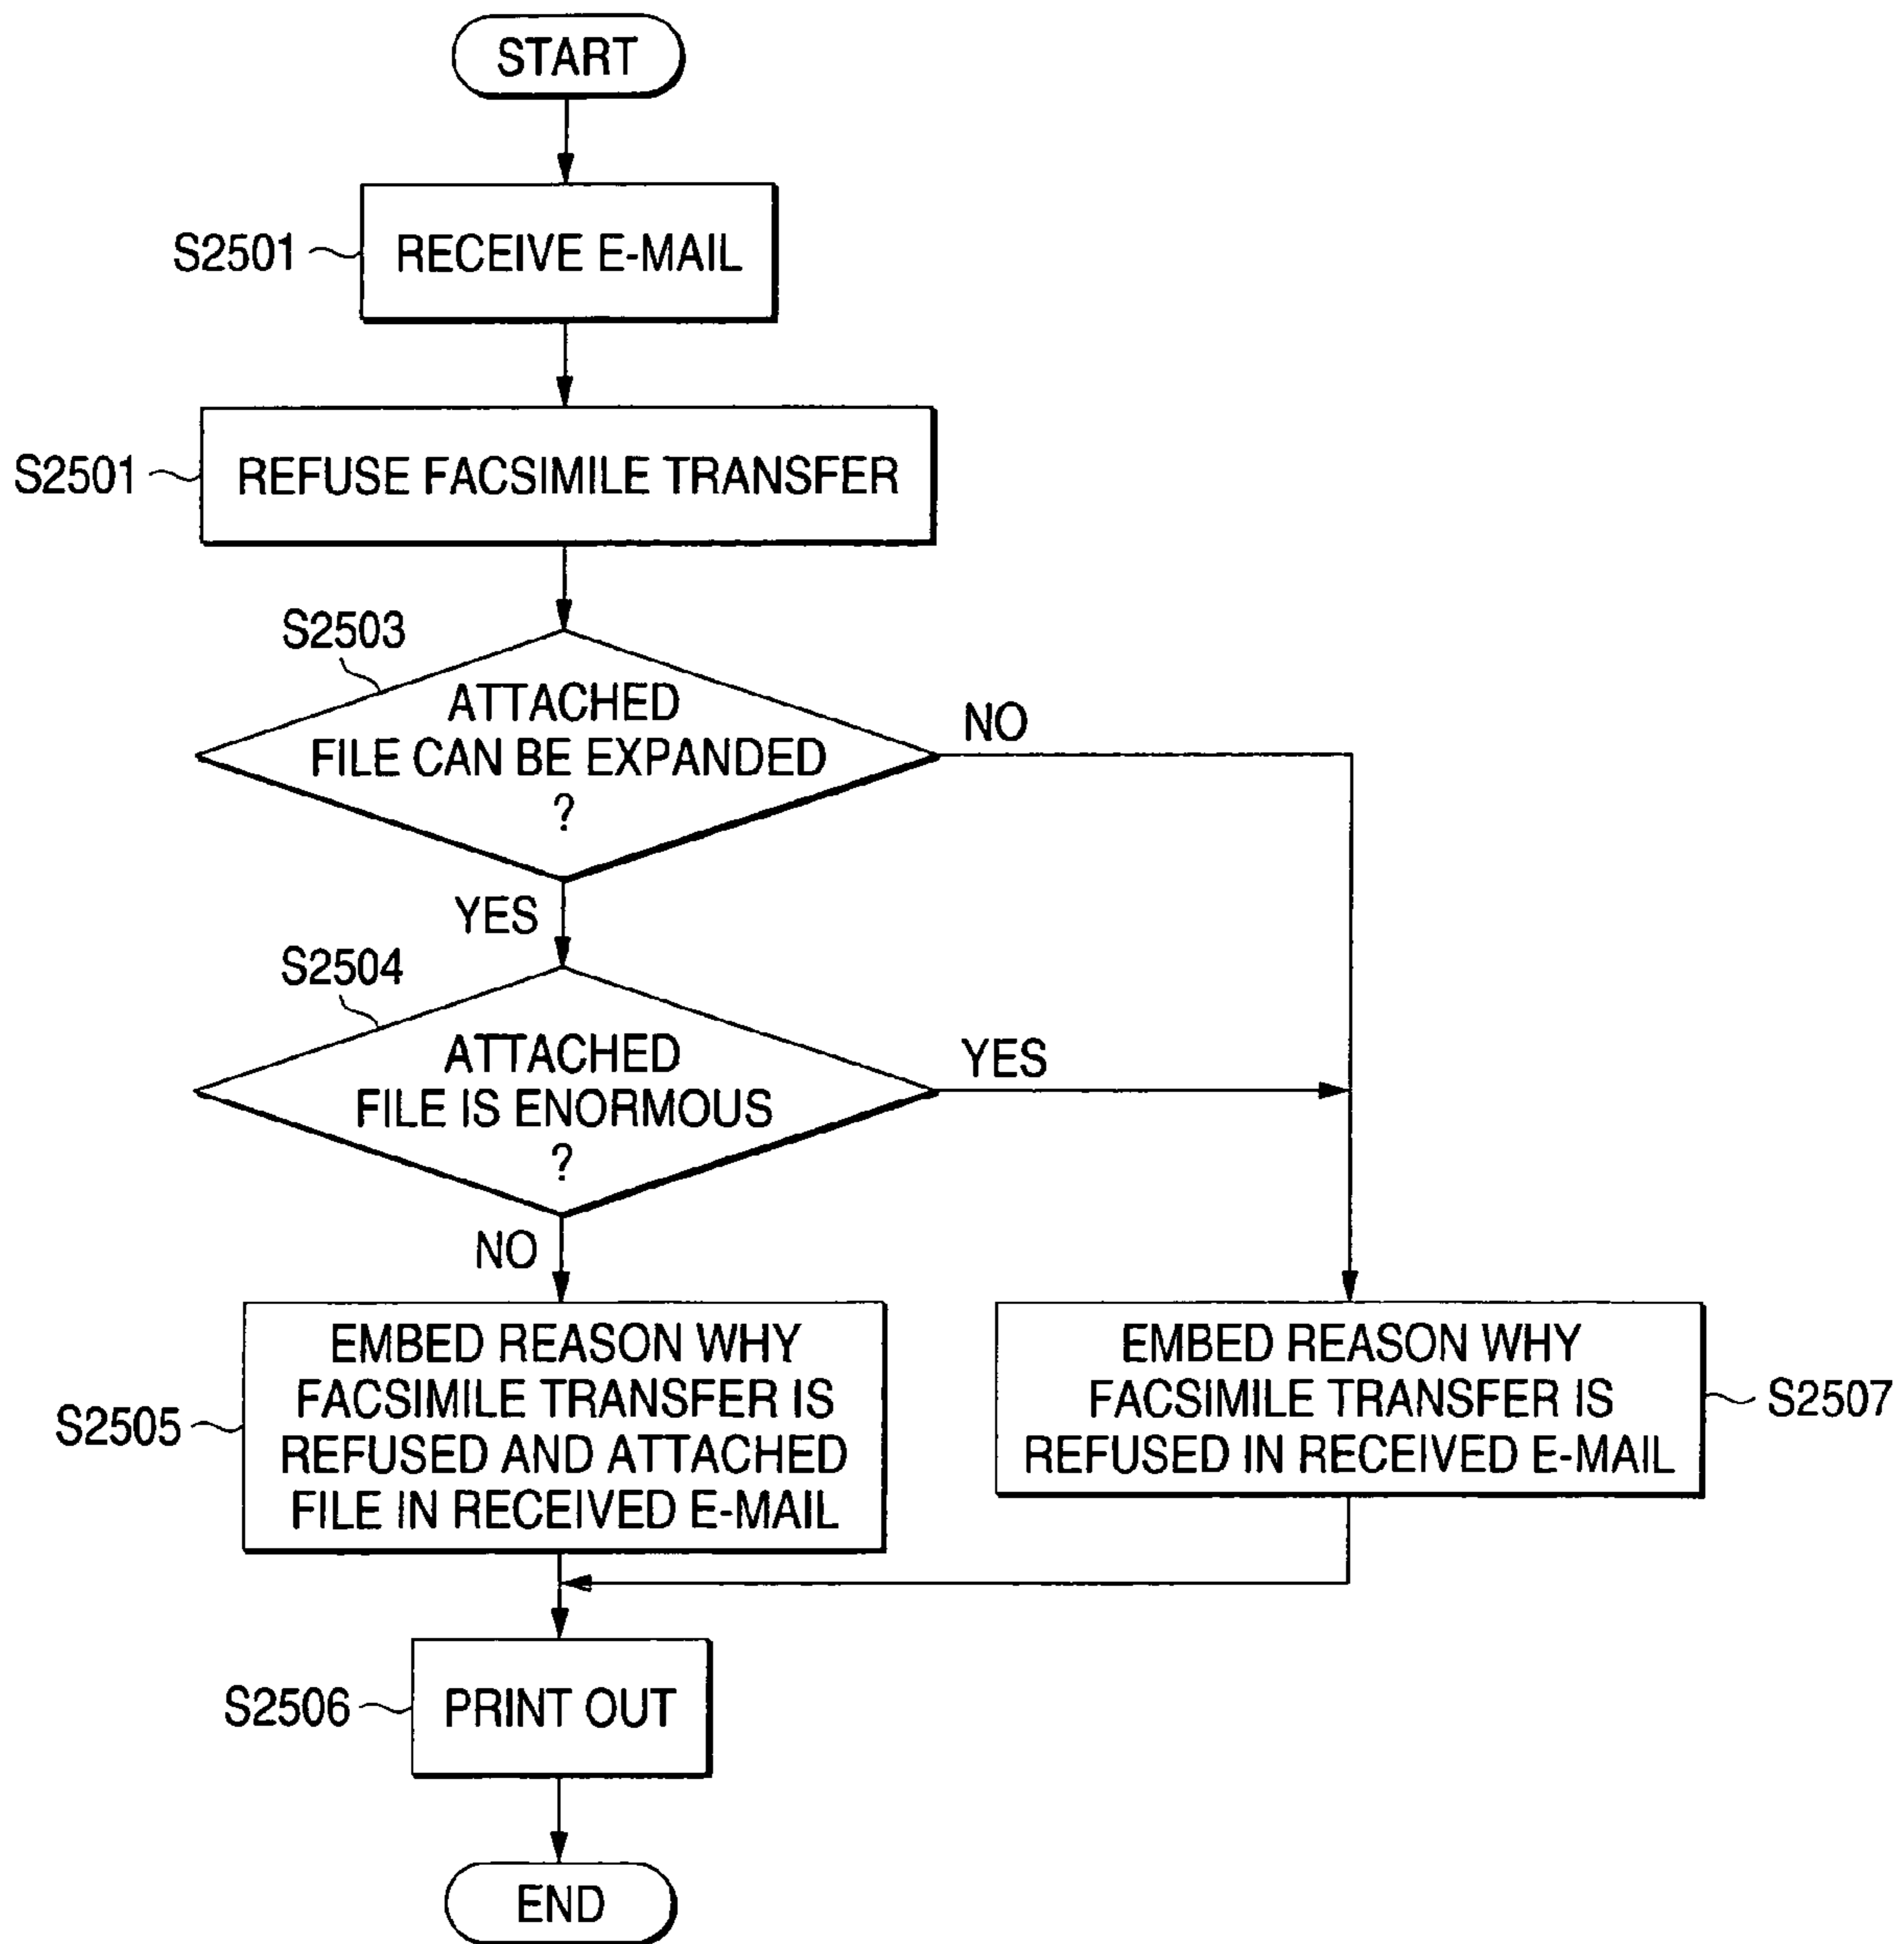 START
S2501
RECEIVE E-MAIL
S2501
REFUSE FACSIMILE TRANSFER
S2503
ATTACHED
FILE CAN BE EXPANDED
?
NO
YES
S2504
ATTACHED
FILE IS ENORMOUS
?
YES
NO
S2505
EMBED REASON WHY
FACSIMILE TRANSFER IS
REFUSED AND ATTACHED
FILE IN RECEIVED E-MAIL
EMBED REASON WHY
FACSIMILE TRANSFER IS
REFUSED IN RECEIVED E-MAIL
S2507
S2506
PRINT OUT
END